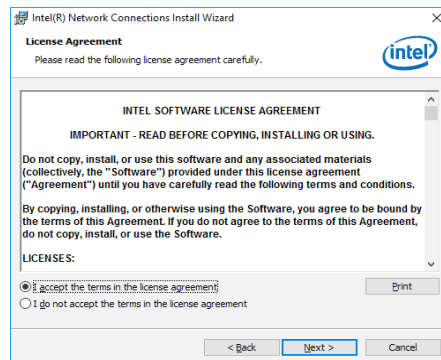 Intel(R) Network Connections Install Wizard
License Agreement
Please read the following license agreement carefully.
intel
INTEL SOFTWARE LICENSE AGREEMENT
IMPORTANT - READ BEFORE COPYING, INSTALLING OR USING.
Do not copy, install, or use this software and any associated materials
(collectively, the "Software") provided under this license agreement
("Agreement") until you have carefully read the following terms and conditions.
By copying, installing, or otherwise using the Software, you agree to be bound by
the terms of this Agreement. If you do not agree to the terms of this Agreement,
do not copy, install, or use the Software.
LICENSES:
I accept the terms in the license agreement
Print
I do not accept the terms in the license agreement
< Back
Next >
Cancel